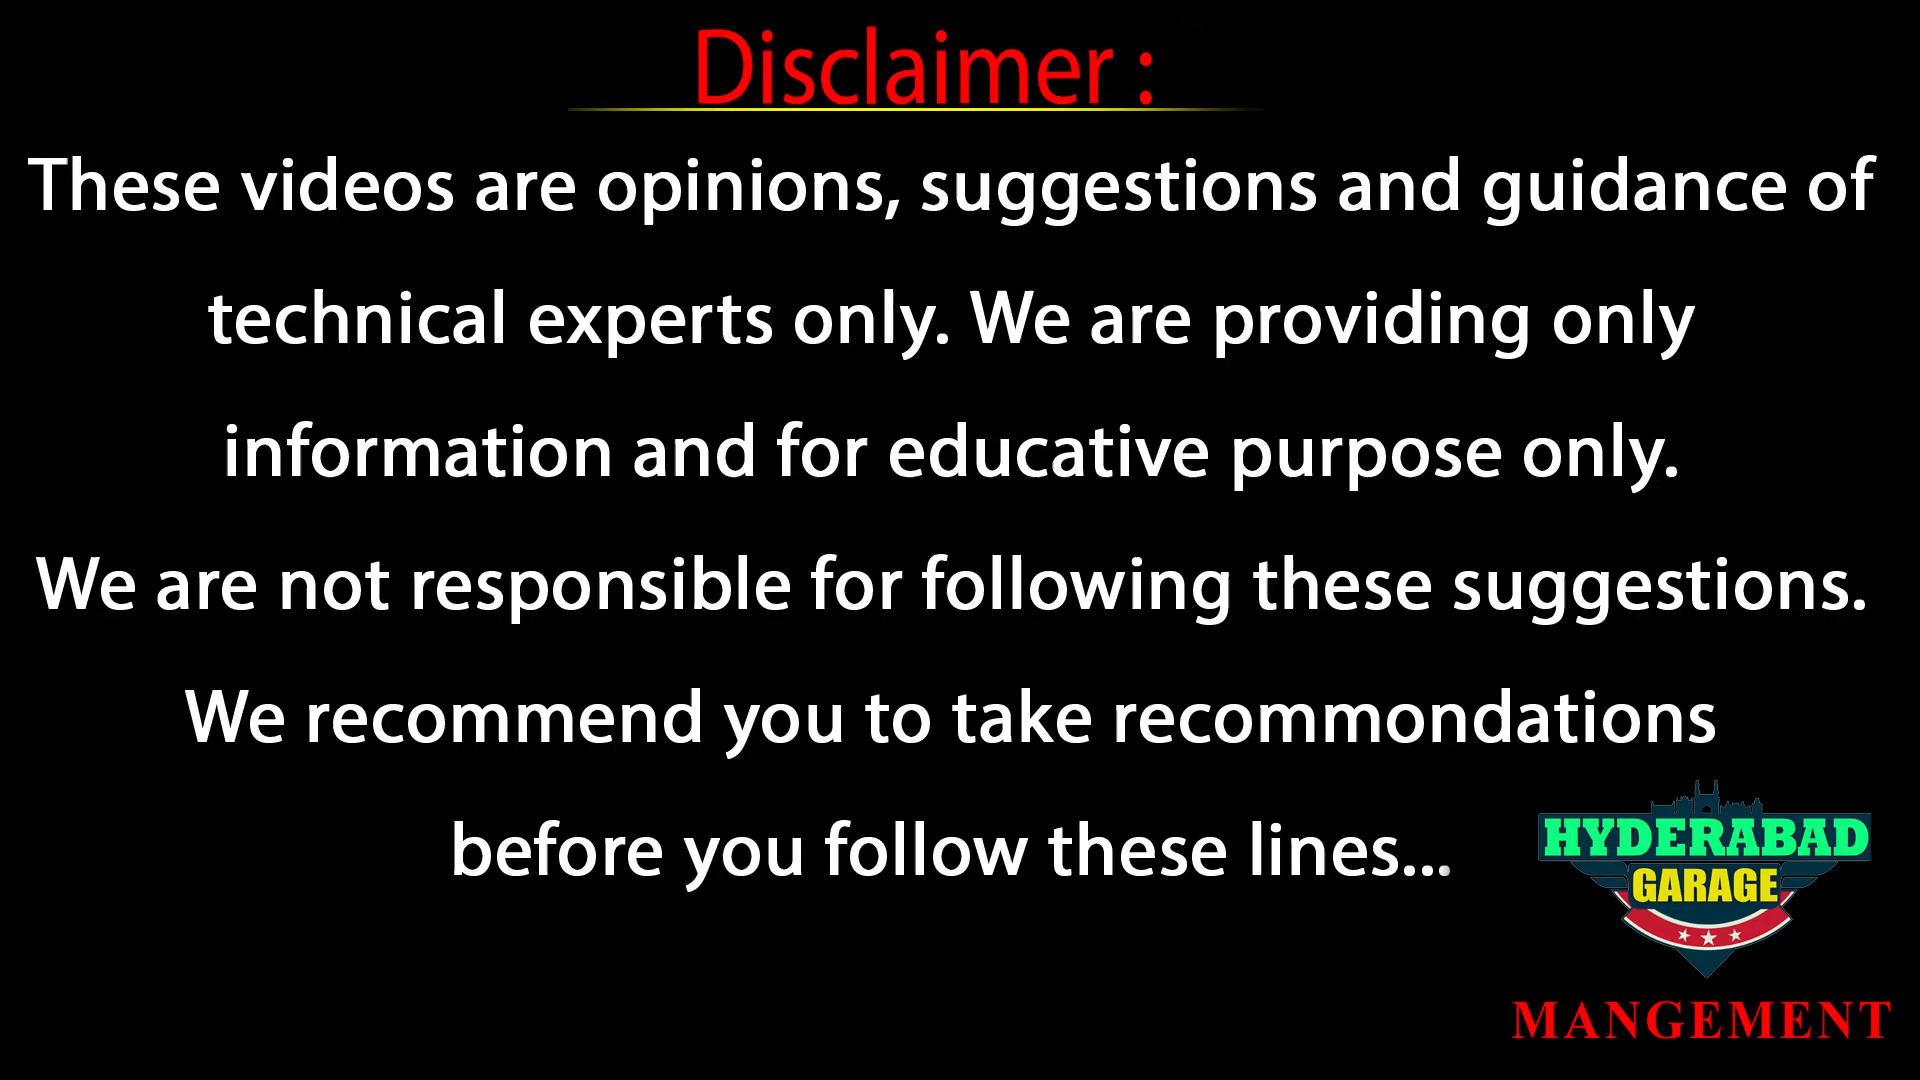 Disclaimer :
These videos are opinions, suggestions and guidance of
technical experts only. We are providing only
information and for educative purpose only.
We are not responsible for following these suggestions.
We recommend you to take recommondations
before you follow these lines...
HYDERABAD
GARAGE
MANGEMENT